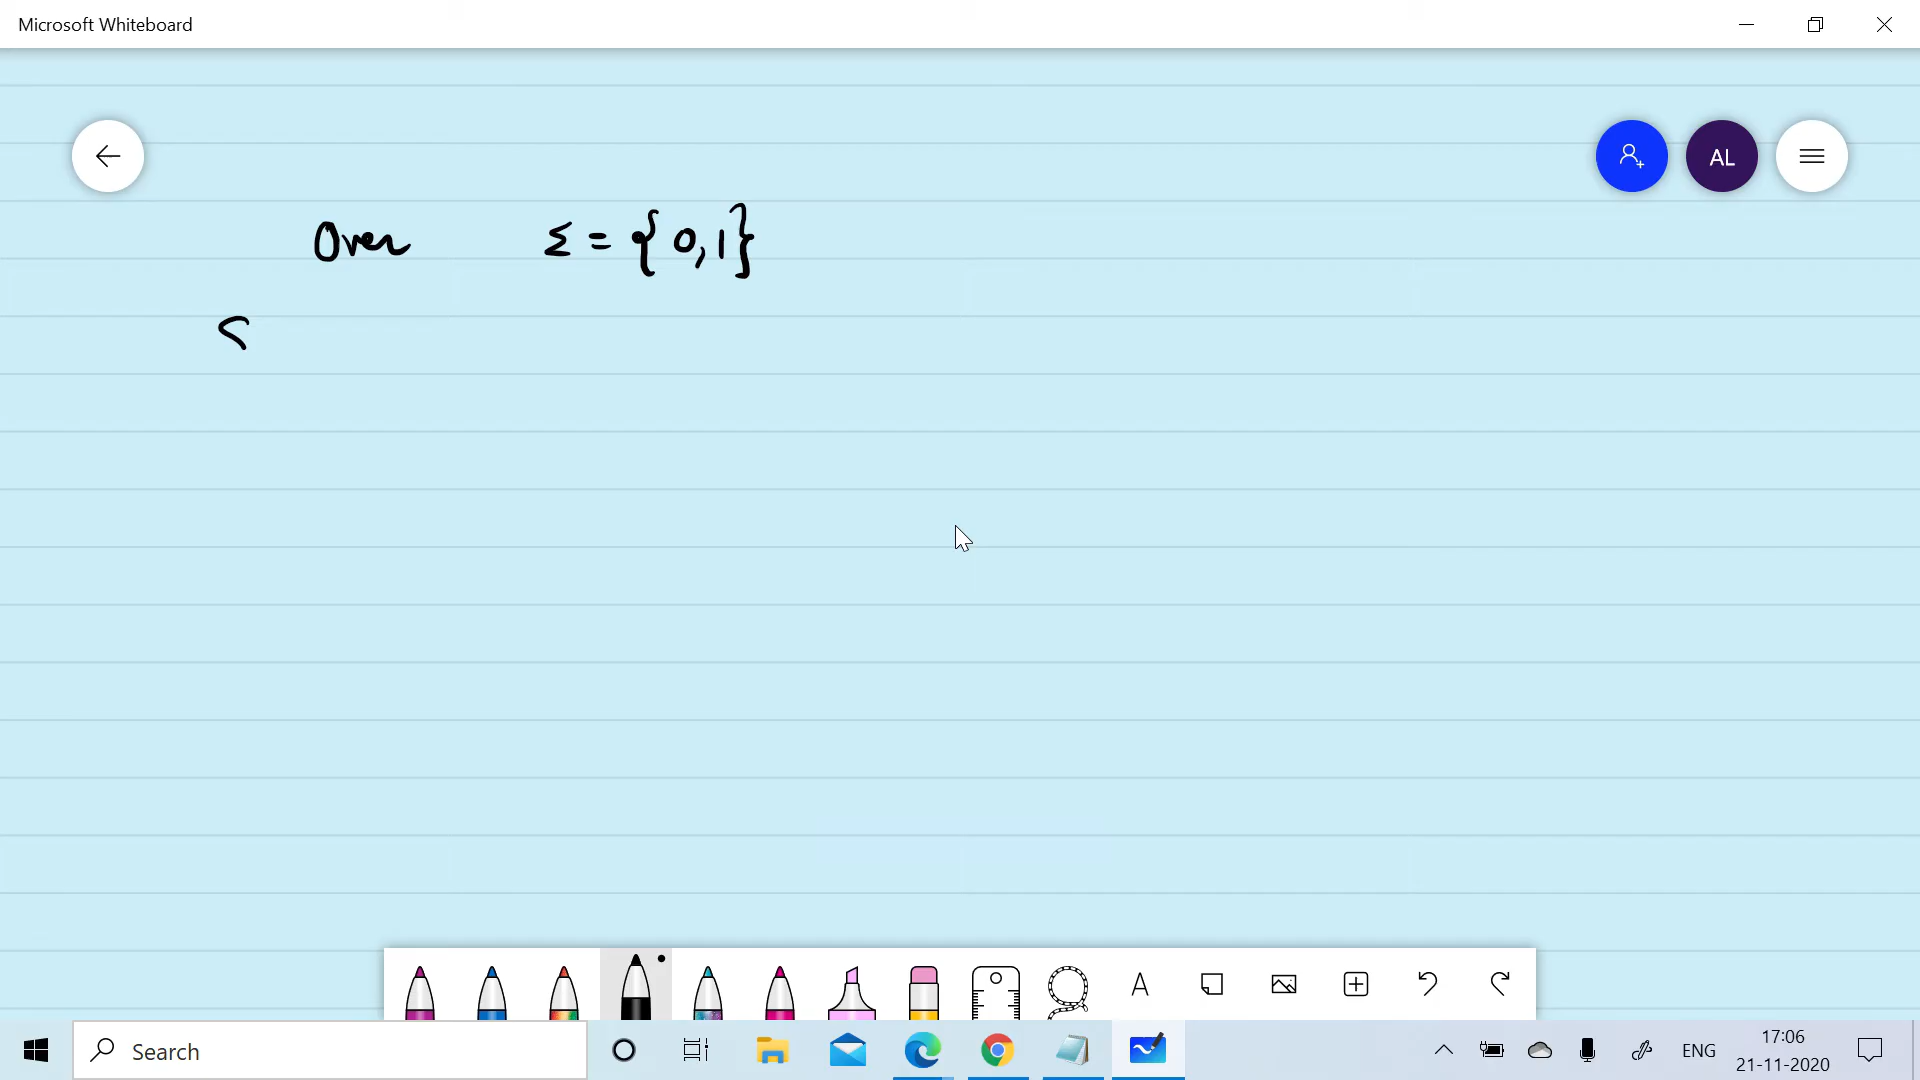 Microsoft Whiteboard
AL
Over Σ = {0,1}
A
Search
ENG
17:06
21-11-2020